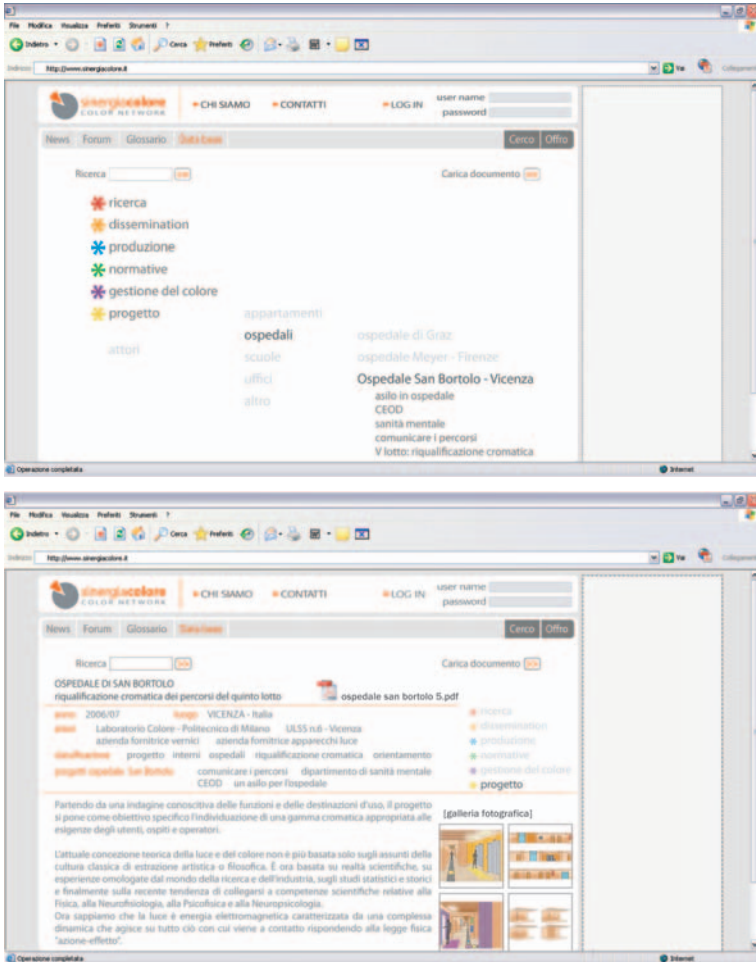 File Modifica Visualizza Preferiti Strumenti ?
Indietro Cerca Preferiti
Indirizzo http://www.sinergiacolore.it Vai Collegamenti
sinergiacolore CHI SIAMO CONTATTI LOG IN user name
COLOR NETWORK password
News Forum Glossario Data base Cerco Offro
Ricerca >>> Carica documento >>>
ricerca
dissemination
produzione
normative
gestione del colore
progetto appartamenti
ospedali ospedale di Graz
attori scuole ospedale Meyer - Firenze
uffici Ospedale San Bortolo - Vicenza
altro asilo in ospedale
CEOD
sanità mentale
comunicare i percorsi
V lotto: riqualificazione cromatica
Operazione completata Internet
File Modifica Visualizza Preferiti Strumenti ?
Indietro Cerca Preferiti
Indirizzo http://www.sinergiacolore.it Vai Collegamenti
sinergiacolore CHI SIAMO CONTATTI LOG IN user name
COLOR NETWORK password
News Forum Glossario Data base Cerco Offro
Ricerca >>> Carica documento >>>
OSPEDALE DI SAN BORTOLO
riqualificazione cromatica dei percorsi del quinto lotto ospedale san bortolo 5.pdf
anno 2006/07 luogo VICENZA - Italia ricerca
attori Laboratorio Colore - Politecnico di Milano ULSS n.6 - Vicenza dissemination
azienda fornitrice vernici azienda fornitrice apparecchi luce produzione
classificazione progetto interni ospedali riqualificazione cromatica orientamento normative
progetti ospedale San Bortolo comunicare i percorsi dipartimento di sanità mentale gestione del colore
CEOD un asilo per l'ospedale progetto
Partendo da una indagine conoscitiva delle funzioni e delle destinazioni d'uso, il progetto
si pone come obiettivo specifico l'individuazione di una gamma cromatica appropriata alle
esigenze degli utenti, ospiti e operatori.
[galleria fotografica]
L'attuale concezione teorica della luce e del colore non è più basata solo sugli assunti della
cultura classica di estrazione artistica o filosofica. È ora basata su realtà scientifiche, su
esperienze omologate dal mondo della ricerca e dell'industria, sugli studi statistici e storici
e finalmente sulla recente tendenza di collegarsi a competenze scientifiche relative alla
Fisica, alla Neurofisiologia, alla Psicofisica e alla Neuropsicologia.
Ora sappiamo che la luce è energia elettromagnetica caratterizzata da una complessa
dinamica che agisce su tutto ciò con cui viene a contatto rispondendo alla legge fisica
"azione-effetto".
Operazione completata Internet